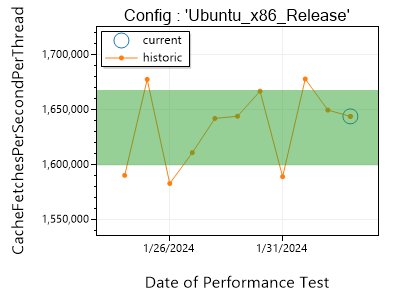 Config : 'Ubuntu_x86_Release'
CacheFetchesPerSecondPerThread
1,700,000
1,650,000
1,600,000
1,550,000
current
historic
1/26/2024
1/31/2024
Date of Performance Test